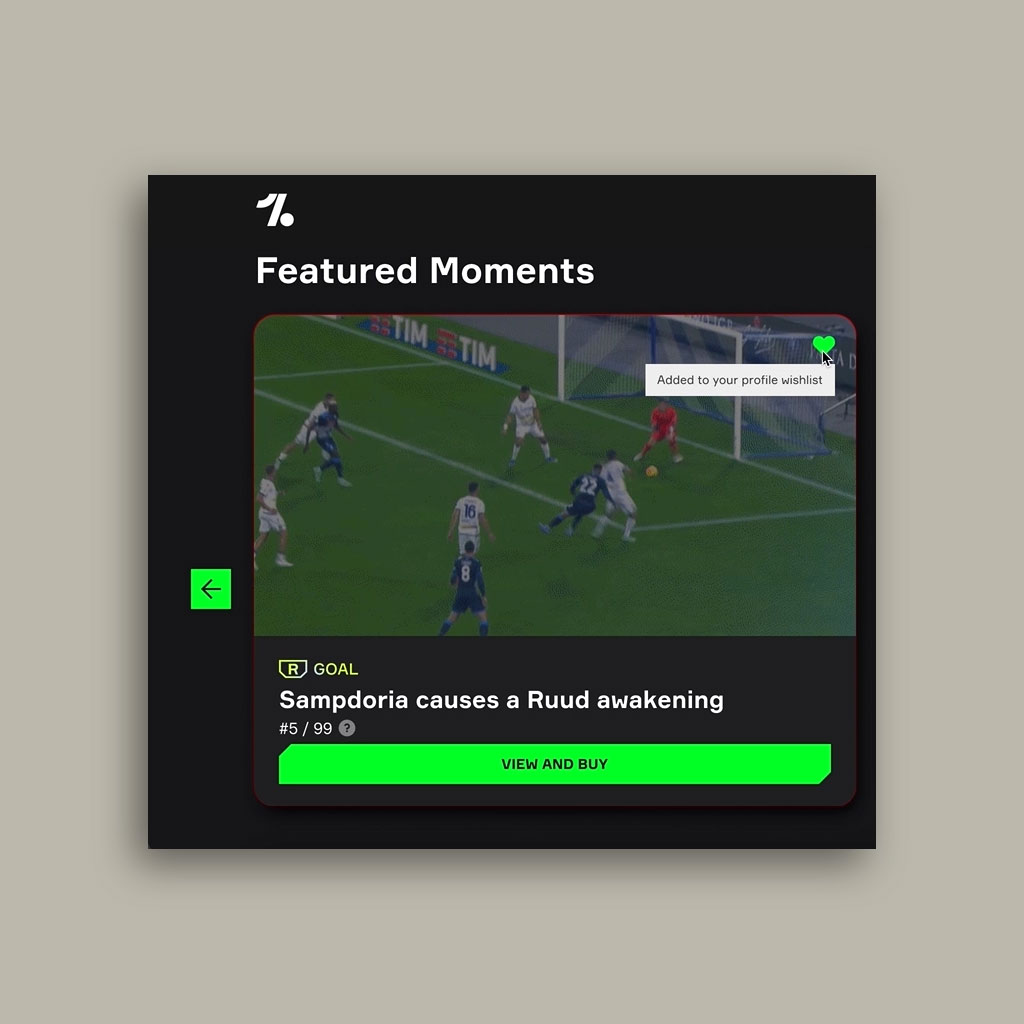 Featured Moments
TIM
TIM
Added to your profile wishlist
22
16
8
R GOAL
Sampdoria causes a Ruud awakening
#5 / 99 ?
VIEW AND BUY